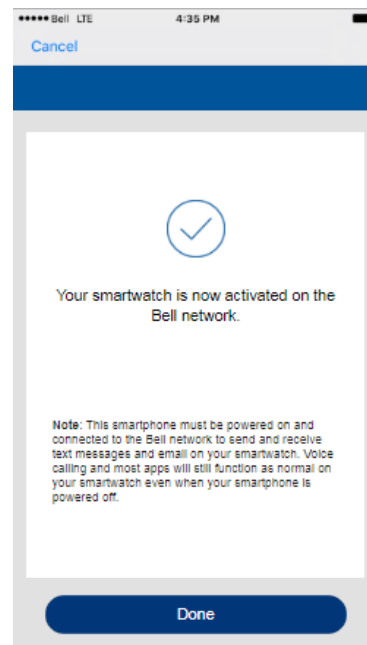 Bell LTE 4:35 PM
Cancel
Your smartwatch is now activated on the
Bell network.
Note: This smartphone must be powered on and
connected to the Bell network to send and receive
text messages and email on your smartwatch. Voice
calling and most apps will still function as normal on
your smartwatch even when your smartphone is
powered off.
Done